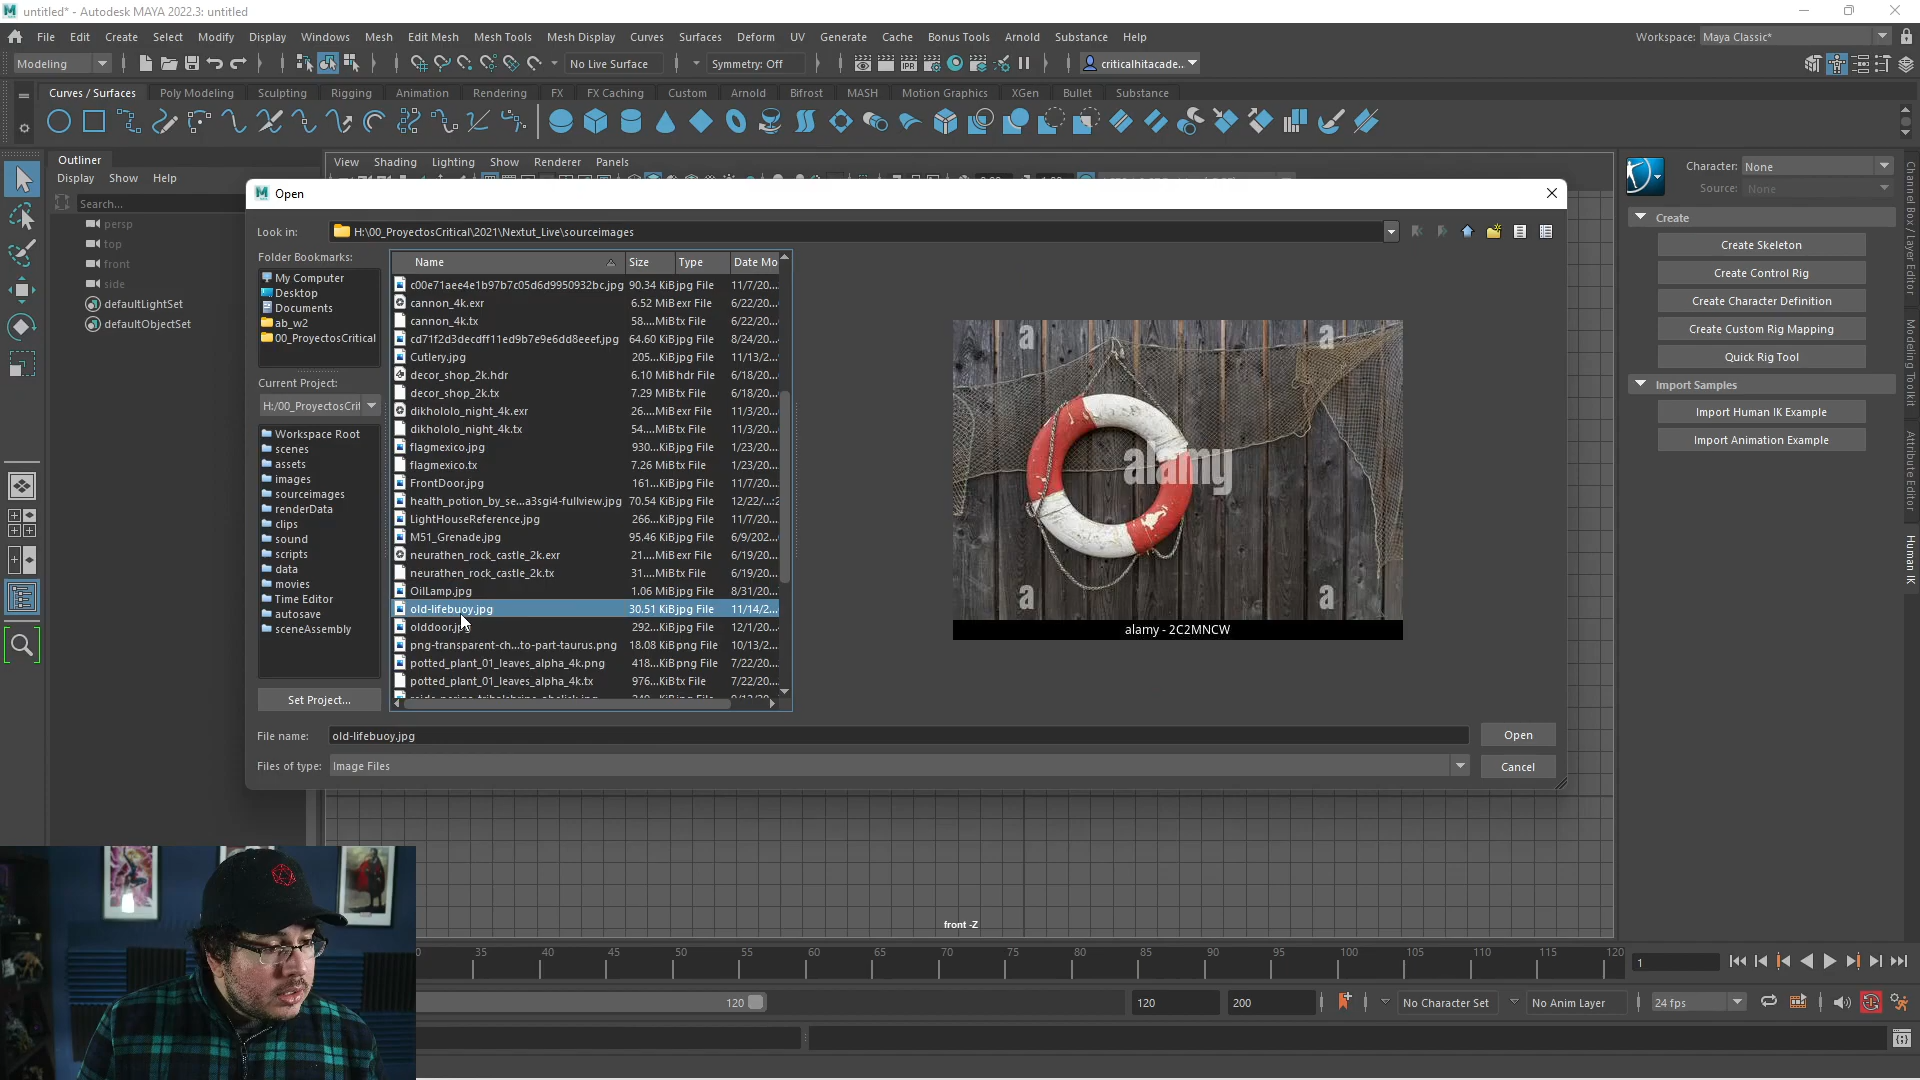 untitled* - Autodesk MAYA 2022.3: untitled
File Edit Create Select Modify Display Windows Mesh Edit Mesh Mesh Tools Mesh Display Curves Surfaces Deform UV Generate Cache Bonus Tools Arnold Substance Help
Workspace: Maya Classic*
Modeling No Live Surface Symmetry: Off criticalhitacade..
Curves / Surfaces Poly Modeling Sculpting Rigging Animation Rendering FX FX Caching Custom Arnold Bifrost MASH Motion Graphics XGen Bullet Substance
Outliner
Display Show Help
Search...
persp
top
front
side
defaultLightSet
defaultObjectSet
View Shading Lighting Show Renderer Panels
Open
Look in: H:\00_ProyectosCritical\2021\Nextut_Live\sourceimages
Folder Bookmarks:
My Computer
Desktop
Documents
ab_w2
00_ProyectosCritical
Current Project:
H:/00_ProyectosCrit
Workspace Root
scenes
assets
images
sourceimages
renderData
clips
sound
scripts
data
movies
Time Editor
autosave
sceneAssembly
Set Project...
Name Size Type Date Mo
c00e71aee4e1b97b7c05d6d9950932bc.jpg 90.34 KiB jpg File 11/7/20...
cannon_4k.exr 6.52 MiB exr File 6/22/20...
cannon_4k.tx 58....MiB tx File 6/22/20...
cd71f2d3decdff11ed9b7e9e6dd8eeef.jpg 64.60 KiB jpg File 8/24/20...
Cutlery.jpg 205...KiB jpg File 11/13/2...
decor_shop_2k.hdr 6.10 MiB hdr File 6/18/20...
decor_shop_2k.tx 7.29 MiB tx File 6/18/20...
dikhololo_night_4k.exr 26....MiB exr File 11/3/20...
dikhololo_night_4k.tx 54....MiB tx File 11/3/20...
flagmexico.jpg 930...KiB jpg File 1/23/20...
flagmexico.tx 7.26 MiB tx File 1/23/20...
FrontDoor.jpg 161...KiB jpg File 11/7/20...
health_potion_by_se...a3sgi4-fullview.jpg 70.54 KiB jpg File 12/22/...
LightHouseReference.jpg 266...KiB jpg File 11/7/20...
M51_Grenade.jpg 95.46 KiB jpg File 6/9/202...
neurathen_rock_castle_2k.exr 21....MiB exr File 6/19/20...
neurathen_rock_castle_2k.tx 31....MiB tx File 6/19/20...
OilLamp.jpg 1.06 MiB jpg File 8/31/20...
old-lifebuoy.jpg 30.51 KiB jpg File 11/14/2...
olddoor.jpg 292...KiB jpg File 12/1/20...
png-transparent-ch...to-part-taurus.png 18.08 KiB png File 10/13/2...
potted_plant_01_leaves_alpha_4k.png 418...KiB png File 7/22/20...
potted_plant_01_leaves_alpha_4k.tx 976...KiB tx File 7/22/20...
a a
alamy
a a
alamy - 2C2MNCW
File name: old-lifebuoy.jpg Open
Files of type: Image Files Cancel
Character: None
Source: None
Create
Create Skeleton
Create Control Rig
Create Character Definition
Create Custom Rig Mapping
Quick Rig Tool
Import Samples
Import Human IK Example
Import Animation Example
Channel Box / Layer Editor
Modeling Toolkit
Attribute Editor
Human IK
front -Z
35 40 45 50 55 60 65 70 75 80 85 90 95 100 105 110 115 120
1
120 120 200 No Character Set No Anim Layer 24 fps